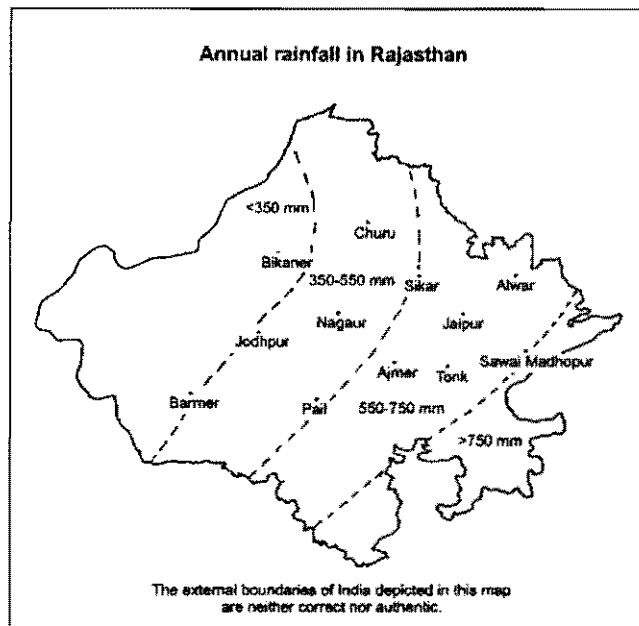 Annual rainfall in Rajasthan
<350 mm
Churu
Bikaner
350-550 mm
Sikar
Alwar
Nagaur
Jaipur
Jodhpur
Sawai Madhopur
Ajmer
Tonk
Barmer
Pali
550-750 mm
>750 mm
The external boundaries of India depicted in this map
are neither correct nor authentic.